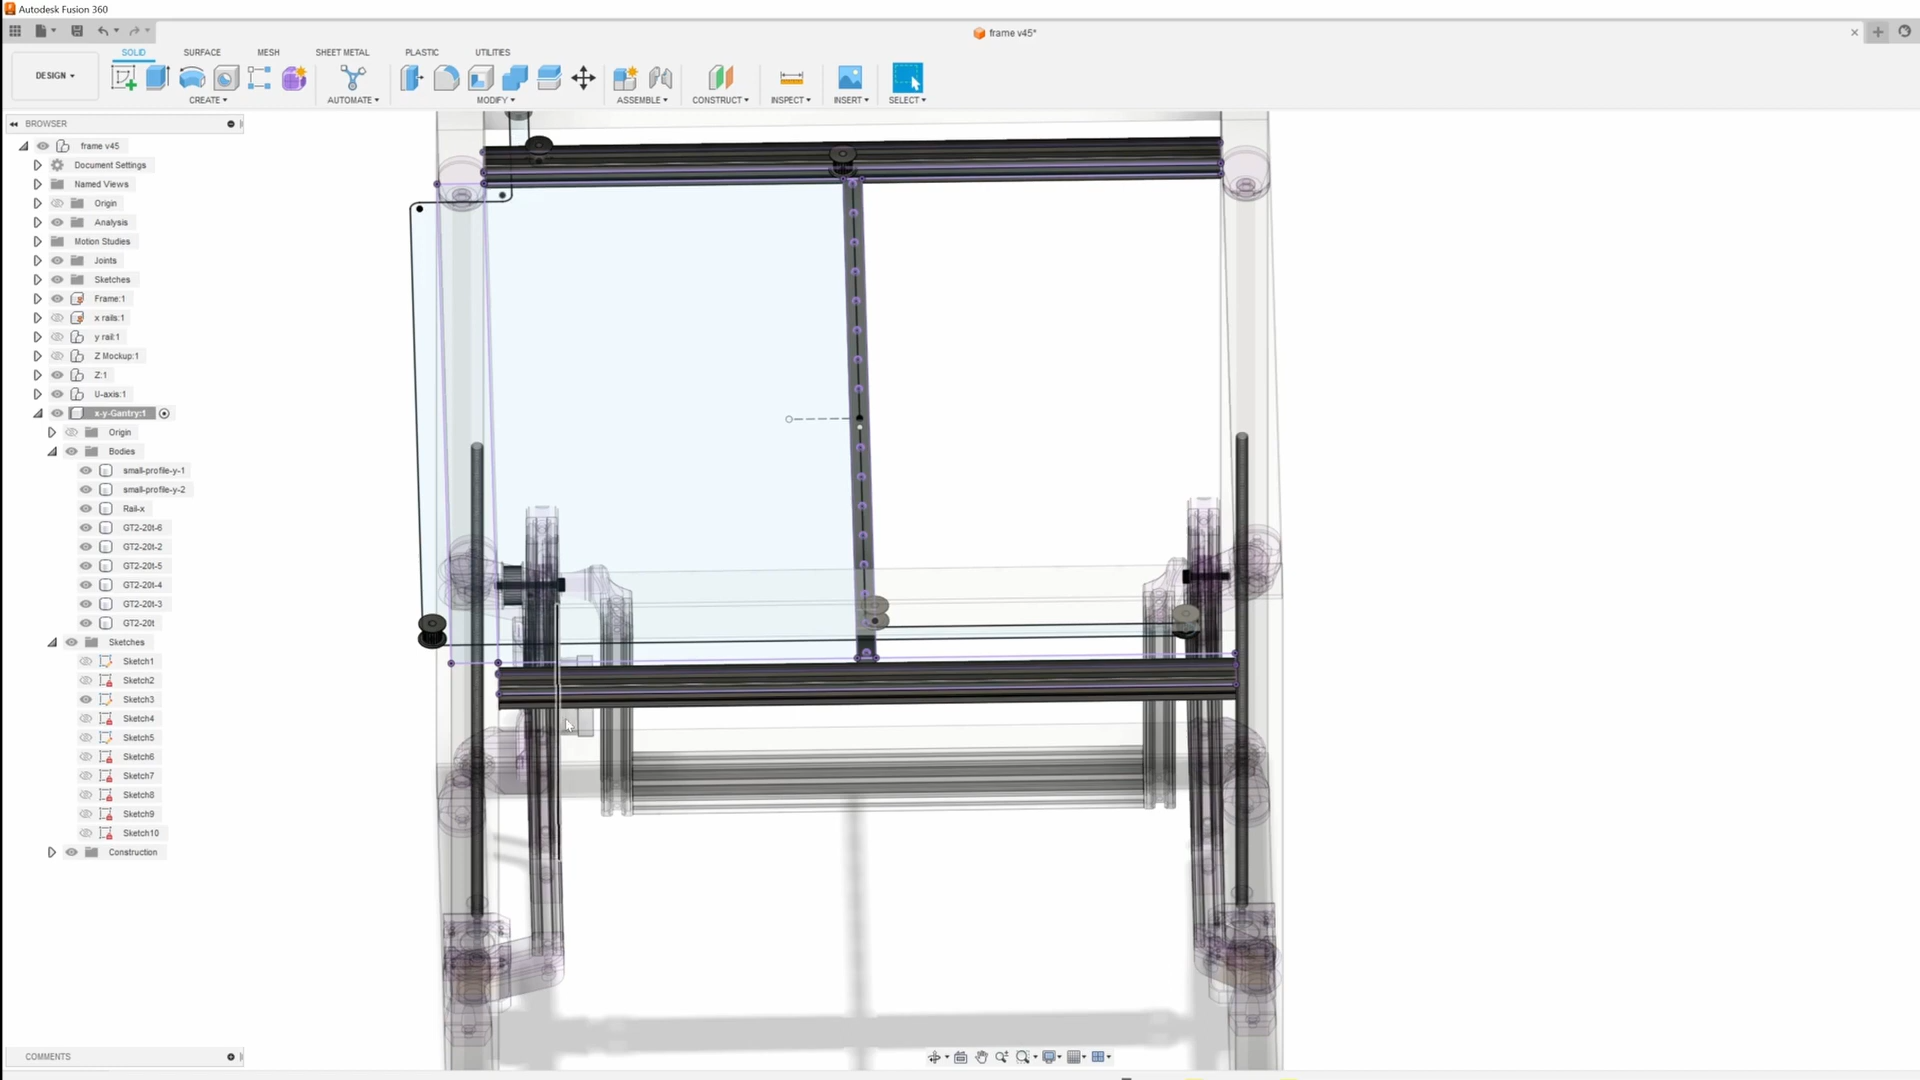 Autodesk Fusion 360
frame v45*
SOLID SURFACE MESH SHEET METAL PLASTIC UTILITIES
DESIGN
CREATE AUTOMATE MODIFY ASSEMBLE CONSTRUCT INSPECT INSERT SELECT
BROWSER
frame v45
Document Settings
Named Views
Origin
Analysis
Motion Studies
Joints
Sketches
Frame:1
x rails:1
y rail:1
Z Mockup:1
Z:1
U-axis:1
x-y-Gantry:1
Origin
Bodies
small-profile-y-1
small-profile-y-2
Rail-x
GT2-20t-6
GT2-20t-2
GT2-20t-5
GT2-20t-4
GT2-20t-3
GT2-20t
Sketches
Sketch1
Sketch2
Sketch3
Sketch4
Sketch5
Sketch6
Sketch7
Sketch8
Sketch9
Sketch10
Construction
COMMENTS